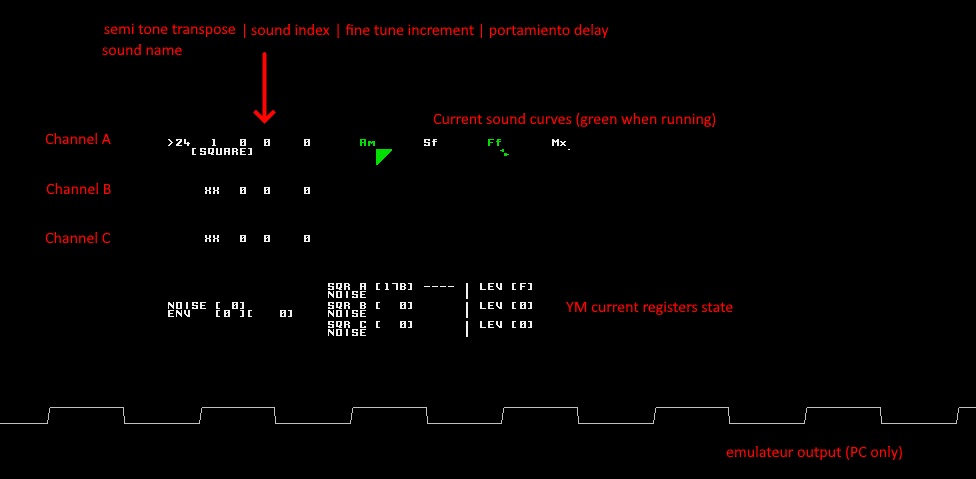 semi tone transpose | sound index | fine tune increment | portamiento delay
sound name
Current sound curves (green when running)
Channel A
>24 1 0 0 0 Am Sf Ff Mx
[SQUARE]
Channel B
XX 0 0 0
Channel C
XX 0 0 0
SQR A [17B] ---- | LEV [F]
NOISE |
NOISE [ 0] SQR B [ 0] | LEV [0]
ENV [0 ][ 0] NOISE |
SQR C [ 0] | LEV [0]
NOISE |
YM current registers state
emulateur output (PC only)